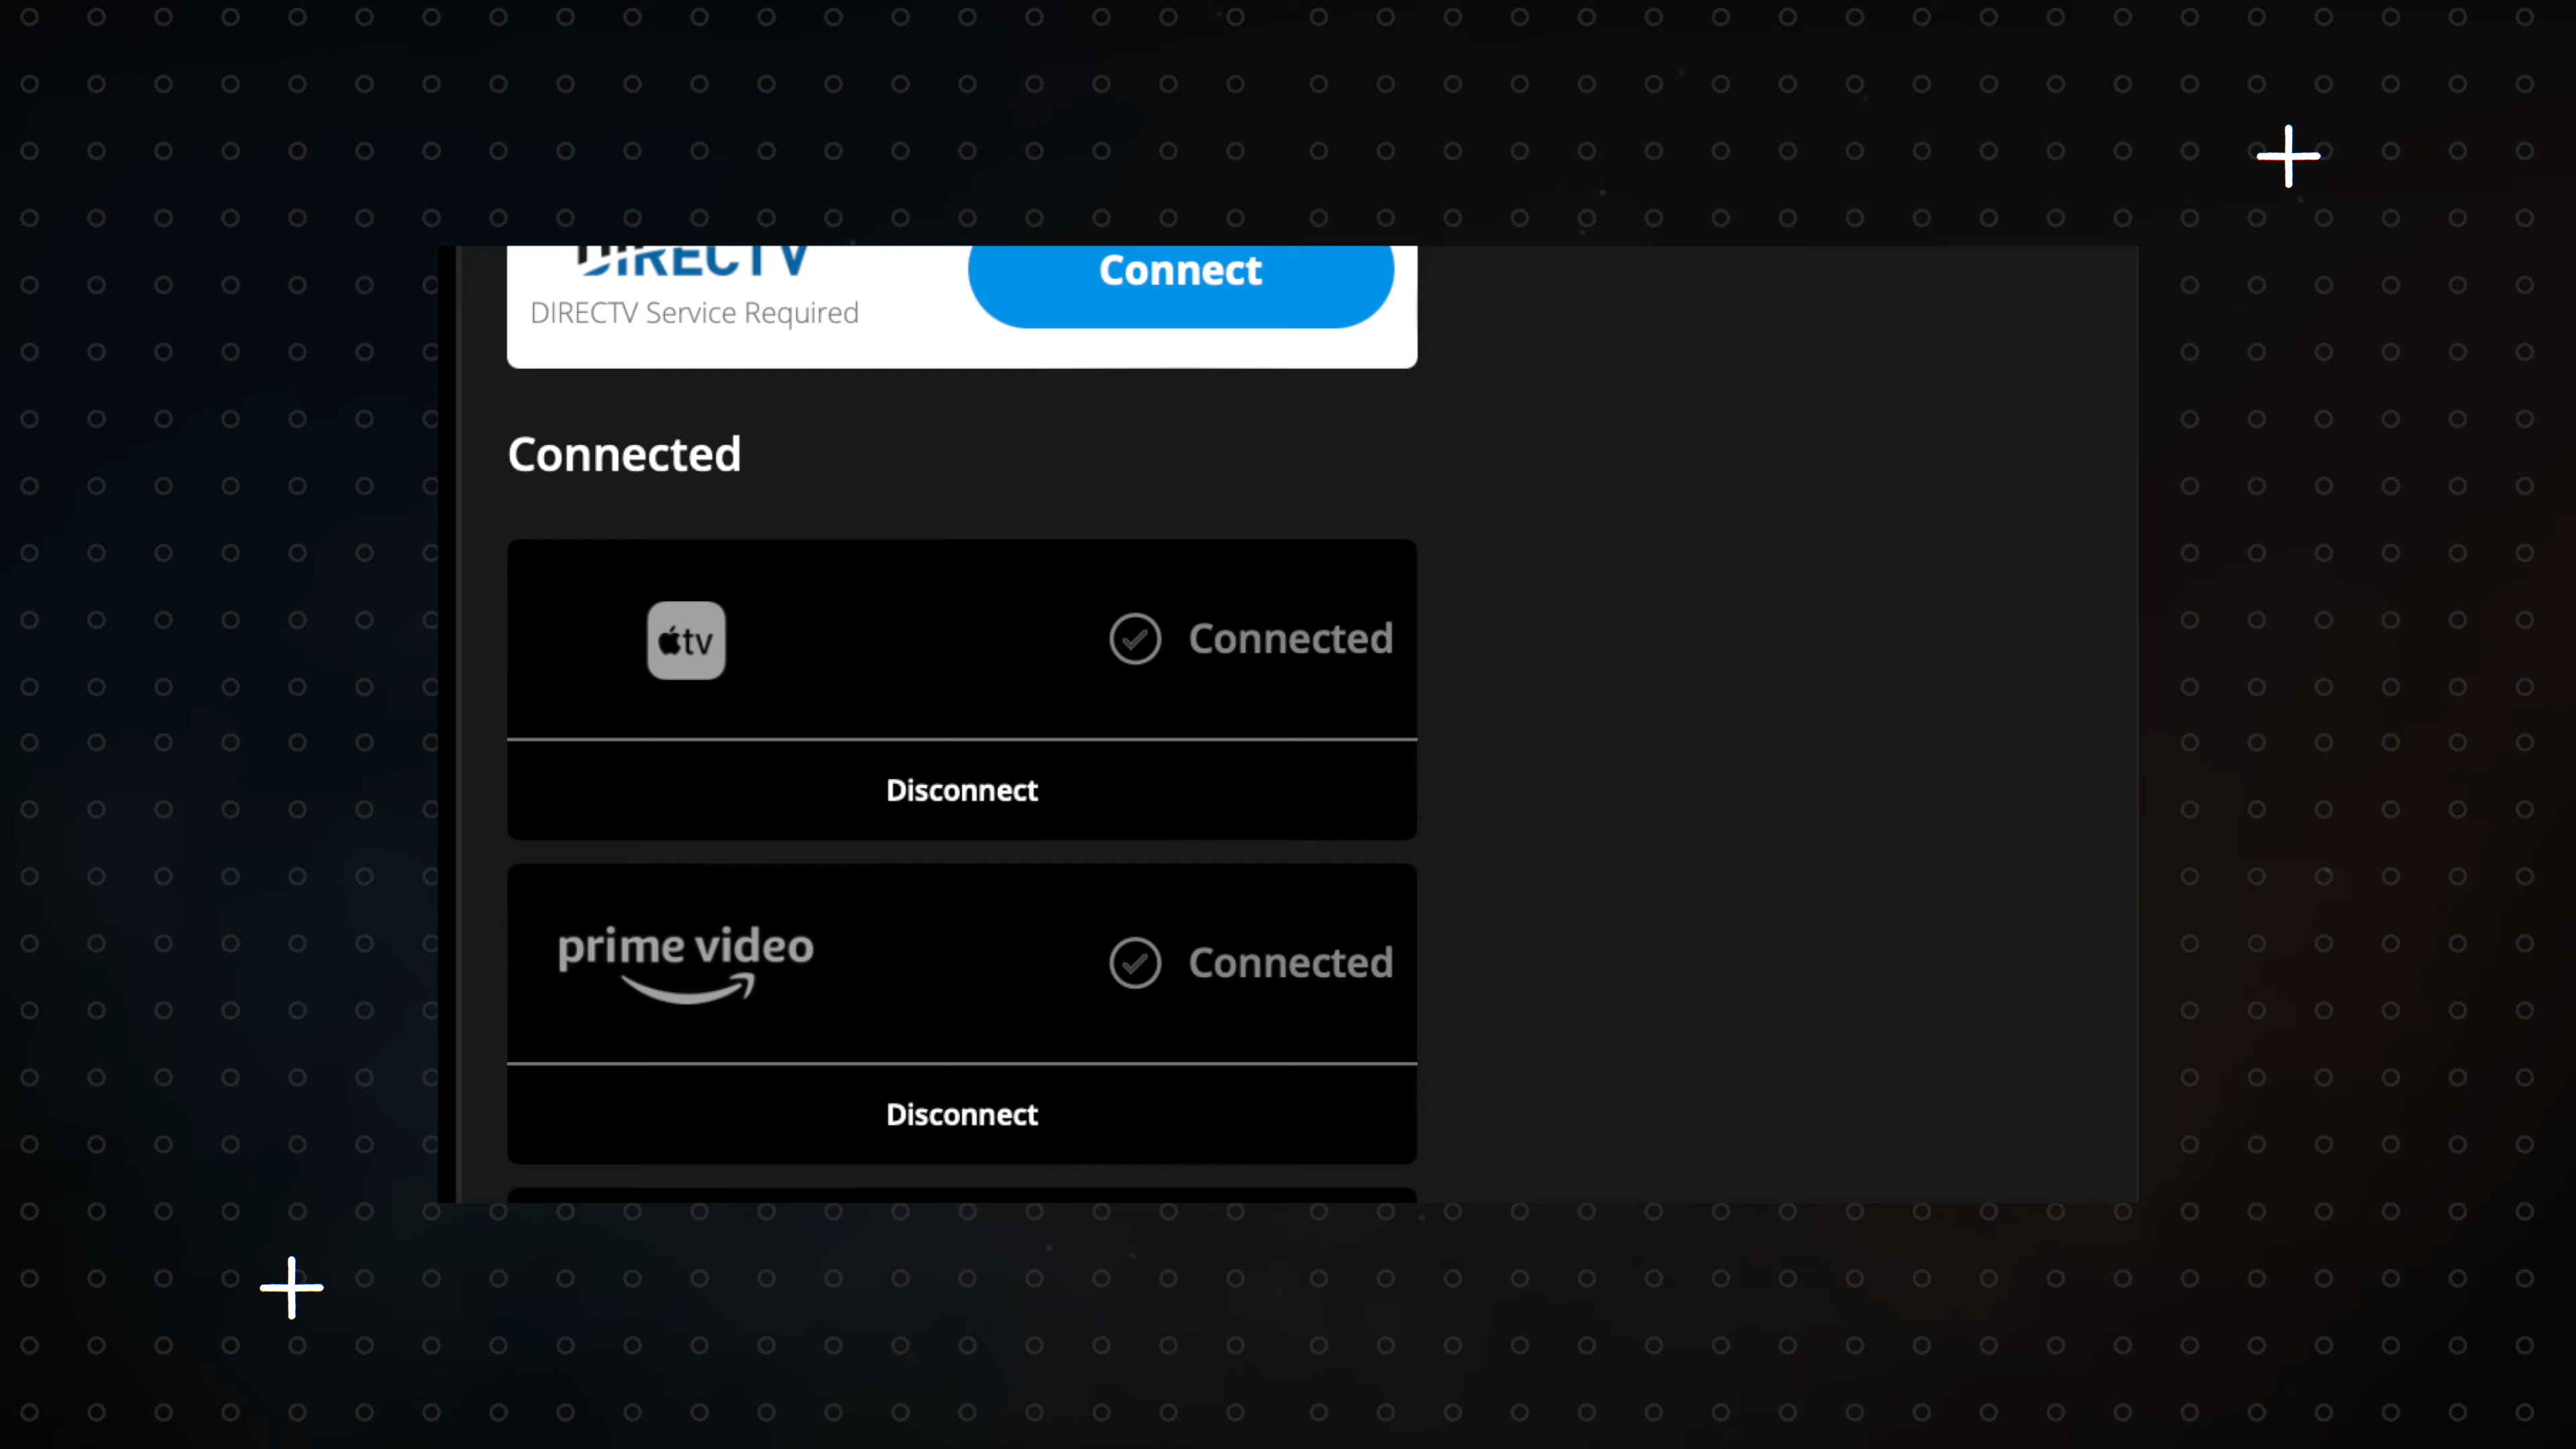 DIRECTV
Connect
DIRECTV Service Required
Connected
tv
Connected
Disconnect
prime video
Connected
Disconnect